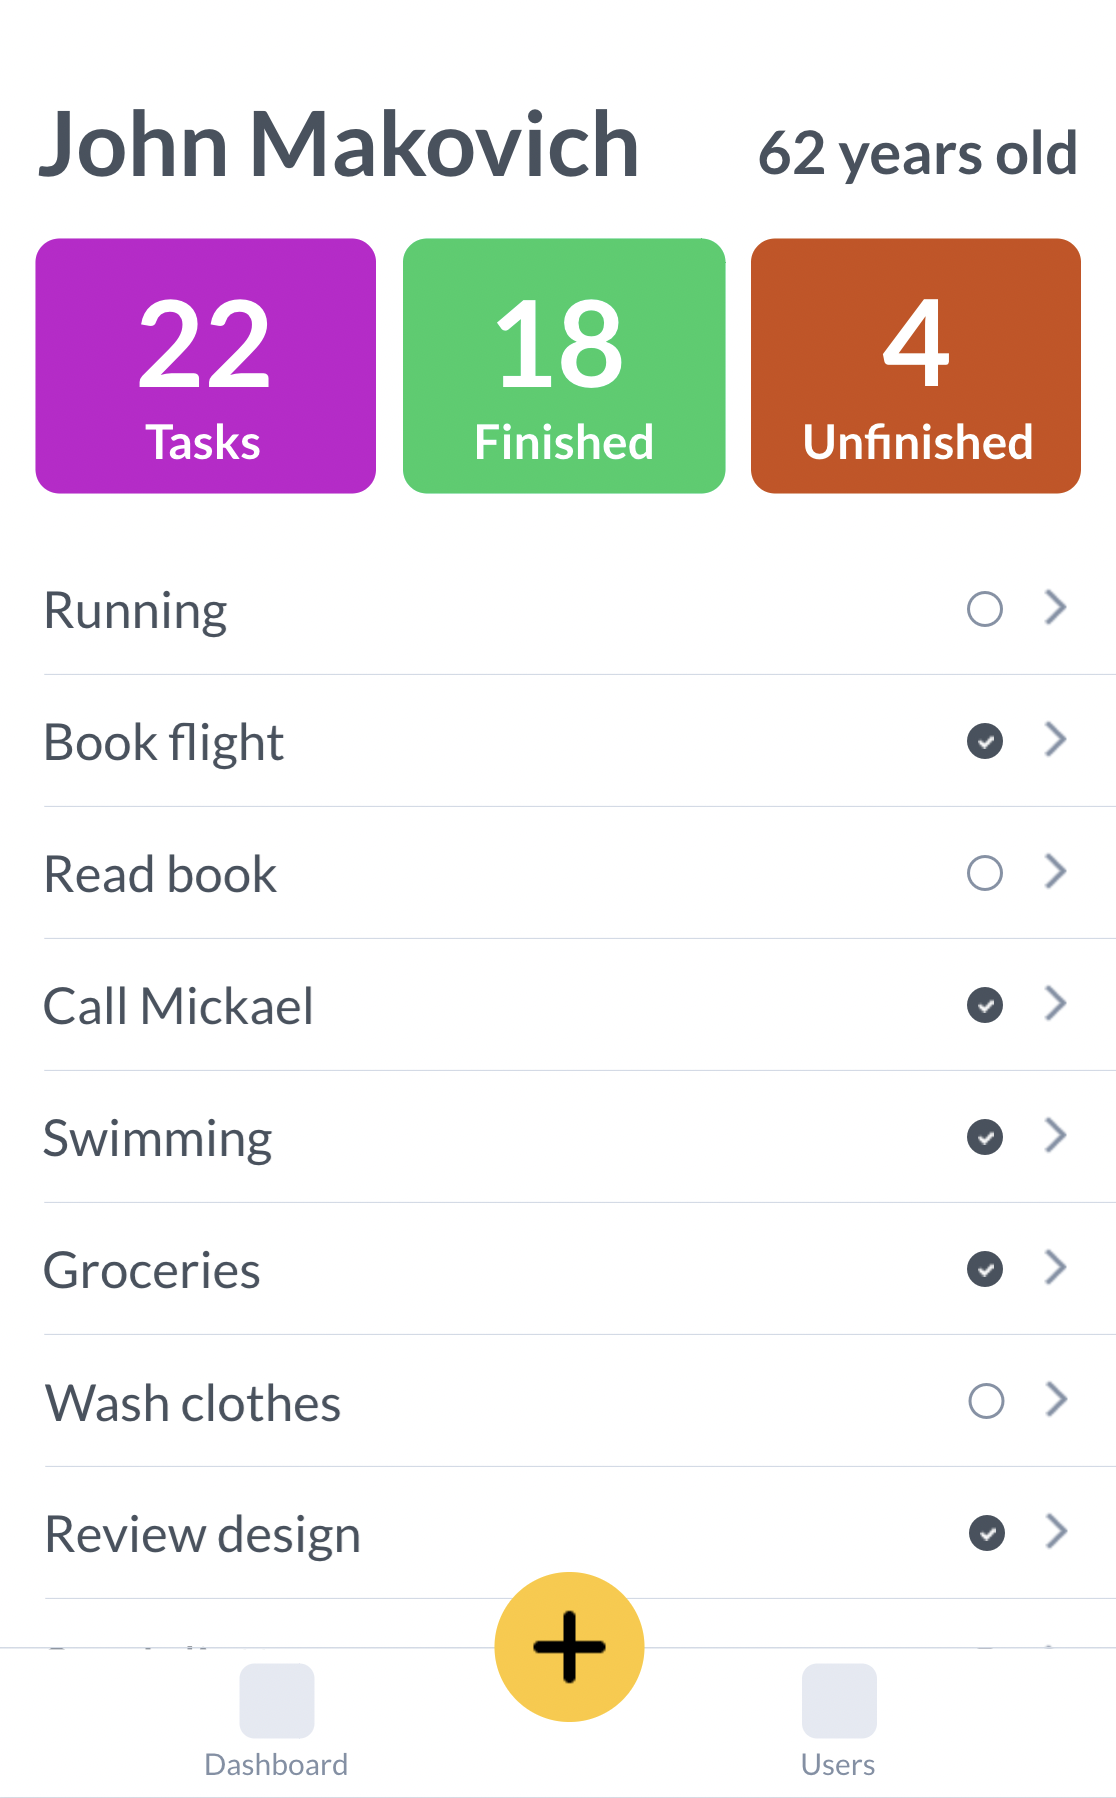 John Makovich
62 years old
22
Tasks
18
Finished
4
Unfinished
Running
Book flight
Read book
Call Mickael
Swimming
Groceries
Wash clothes
Review design
Dashboard
Users